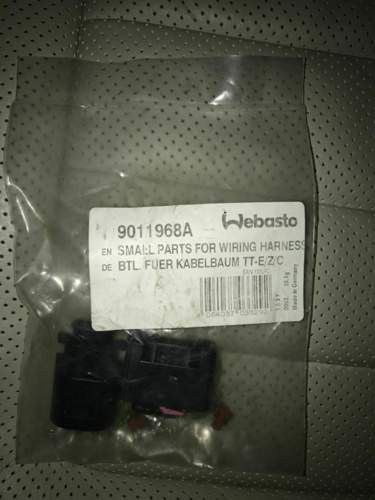 Webasto
9011968A
EN SMALL PARTS FOR WIRING HARNESS
DE BTL. FUER KABELBAUM TT-E/Z/C
Made in Germany